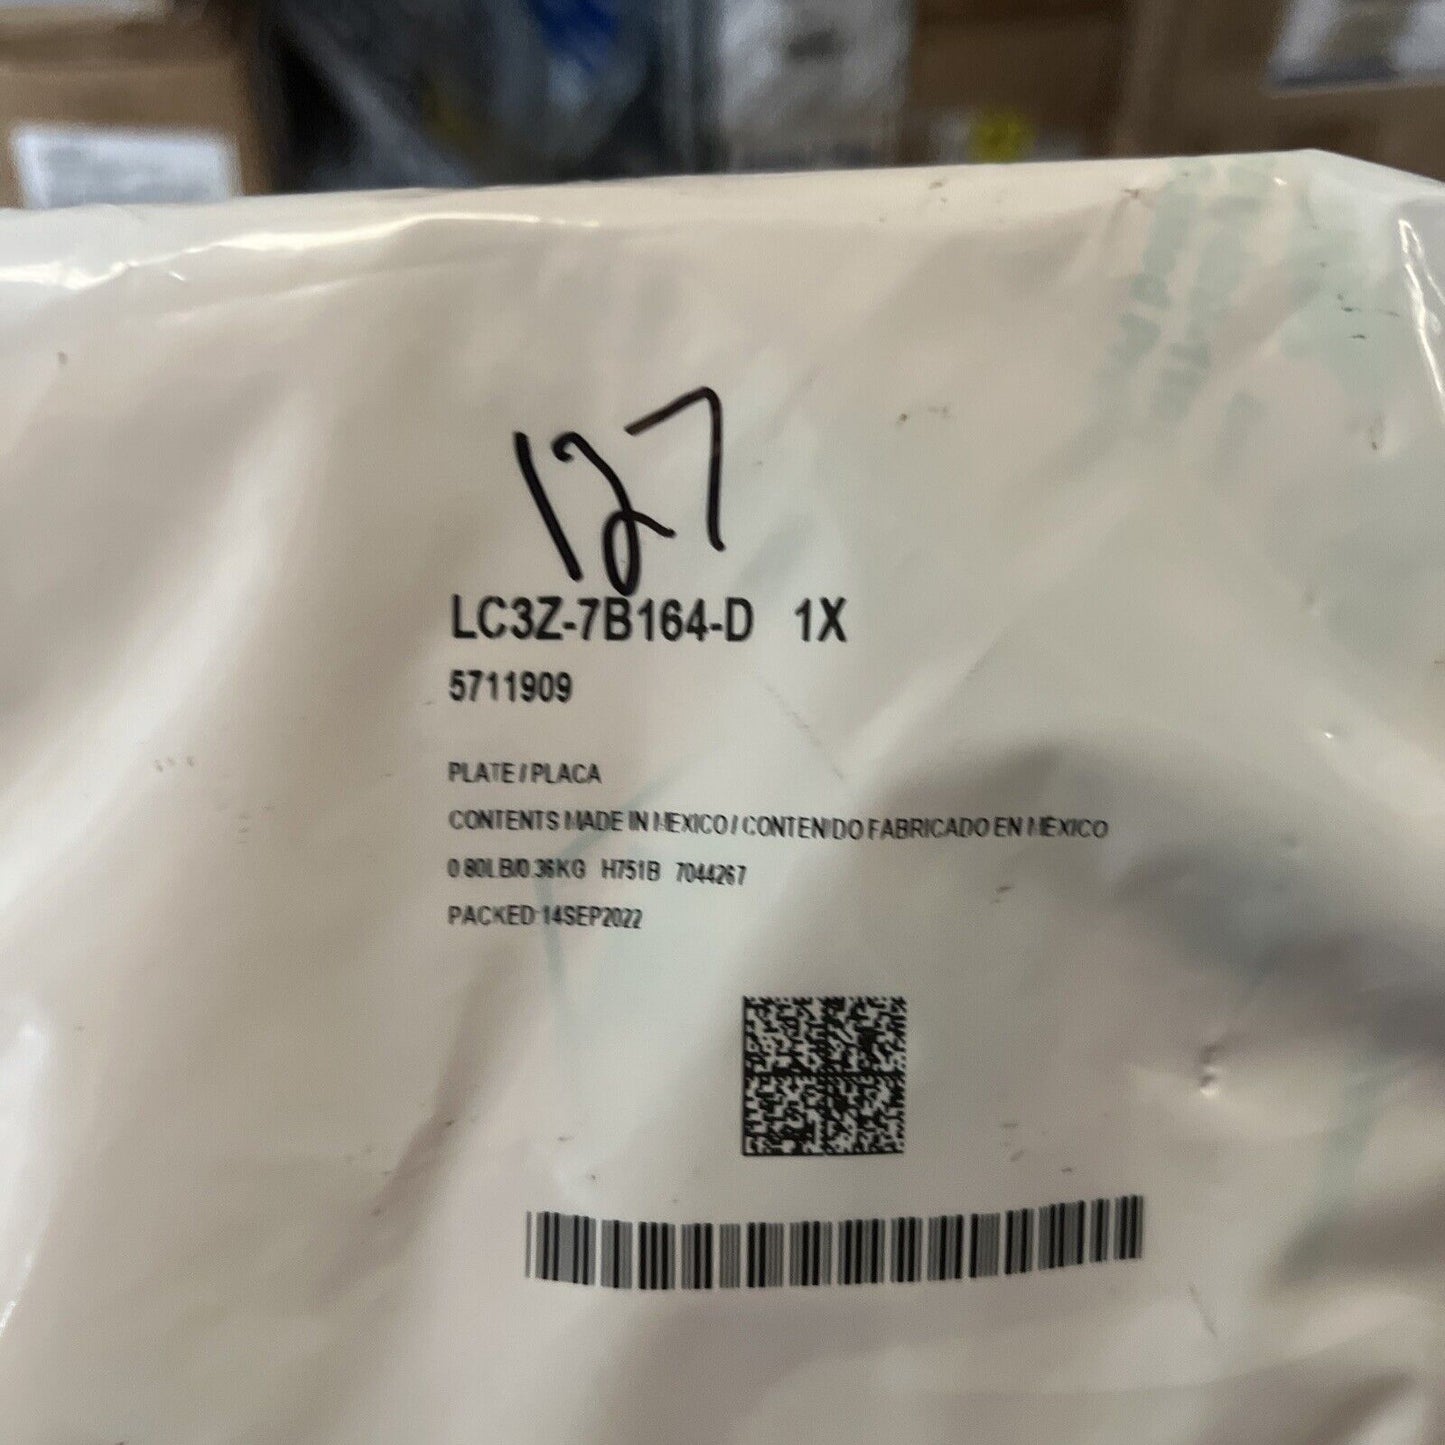 127
LC3Z-7B164-D 1X
5711909
PLATE / PLACA
CONTENTS MADE IN MEXICO / CONTENIDO FABRICADO EN MEXICO
0.80LB/0.36KG H751B 7044267
PACKED:14SEP2022